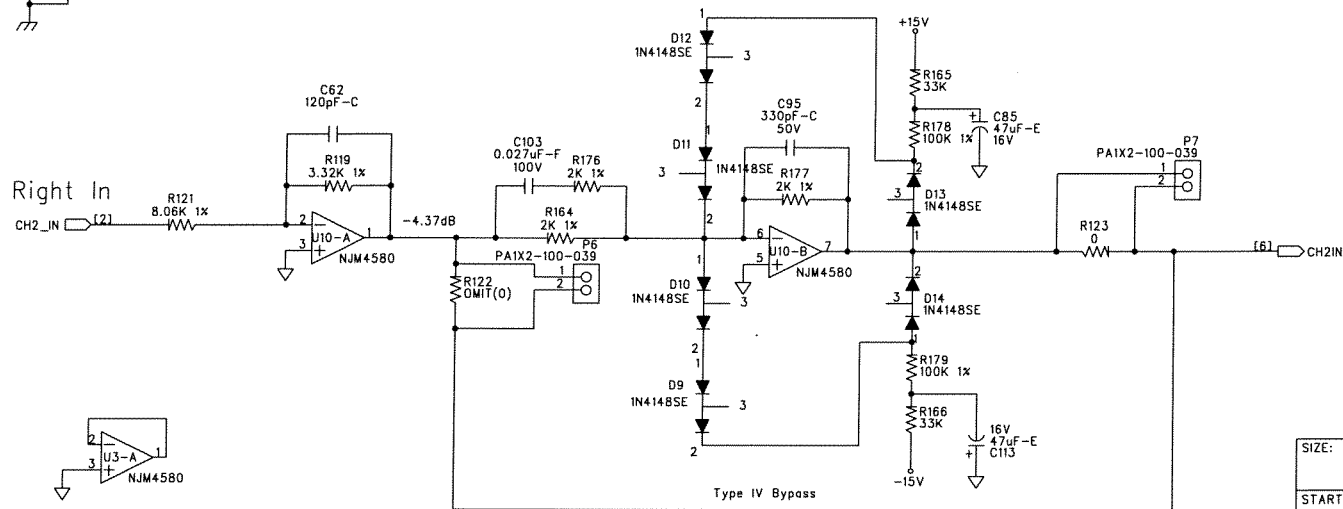 1
+15V
D12
1N4148SE
3
R165
33K
C62
120pF-C
2
C95
330pF-C
50V
+
C85
47uF-E
16V
R178
100K 1%
P7
PA1X2-100-039
1
2
C103
0.027uF-F
100V
R176
2K 1%
1
D11
1N4148SE
3
R119
3.32K 1%
R177
2K 1%
2
D13
1N4148SE
3
1
Right In
R121
8.06K 1%
CH2_IN
[2]
2
3
U10-A
1
NJM4580
-4.37dB
R164
2K 1%
2
6
5
U10-B
7
NJM4580
R123
0
[6]
CH2IN
P6
PA1X2-100-039
1
2
R122
OMIT(0)
1
D10
1N4148SE
3
2
2
D14
1N4148SE
3
1
1
D9
1N4148SE
3
2
R179
100K 1%
R166
33K
16V
47uF-E
+
C113
-15V
2
3
U3-A
1
NJM4580
Type IV Bypass
SIZE:
START